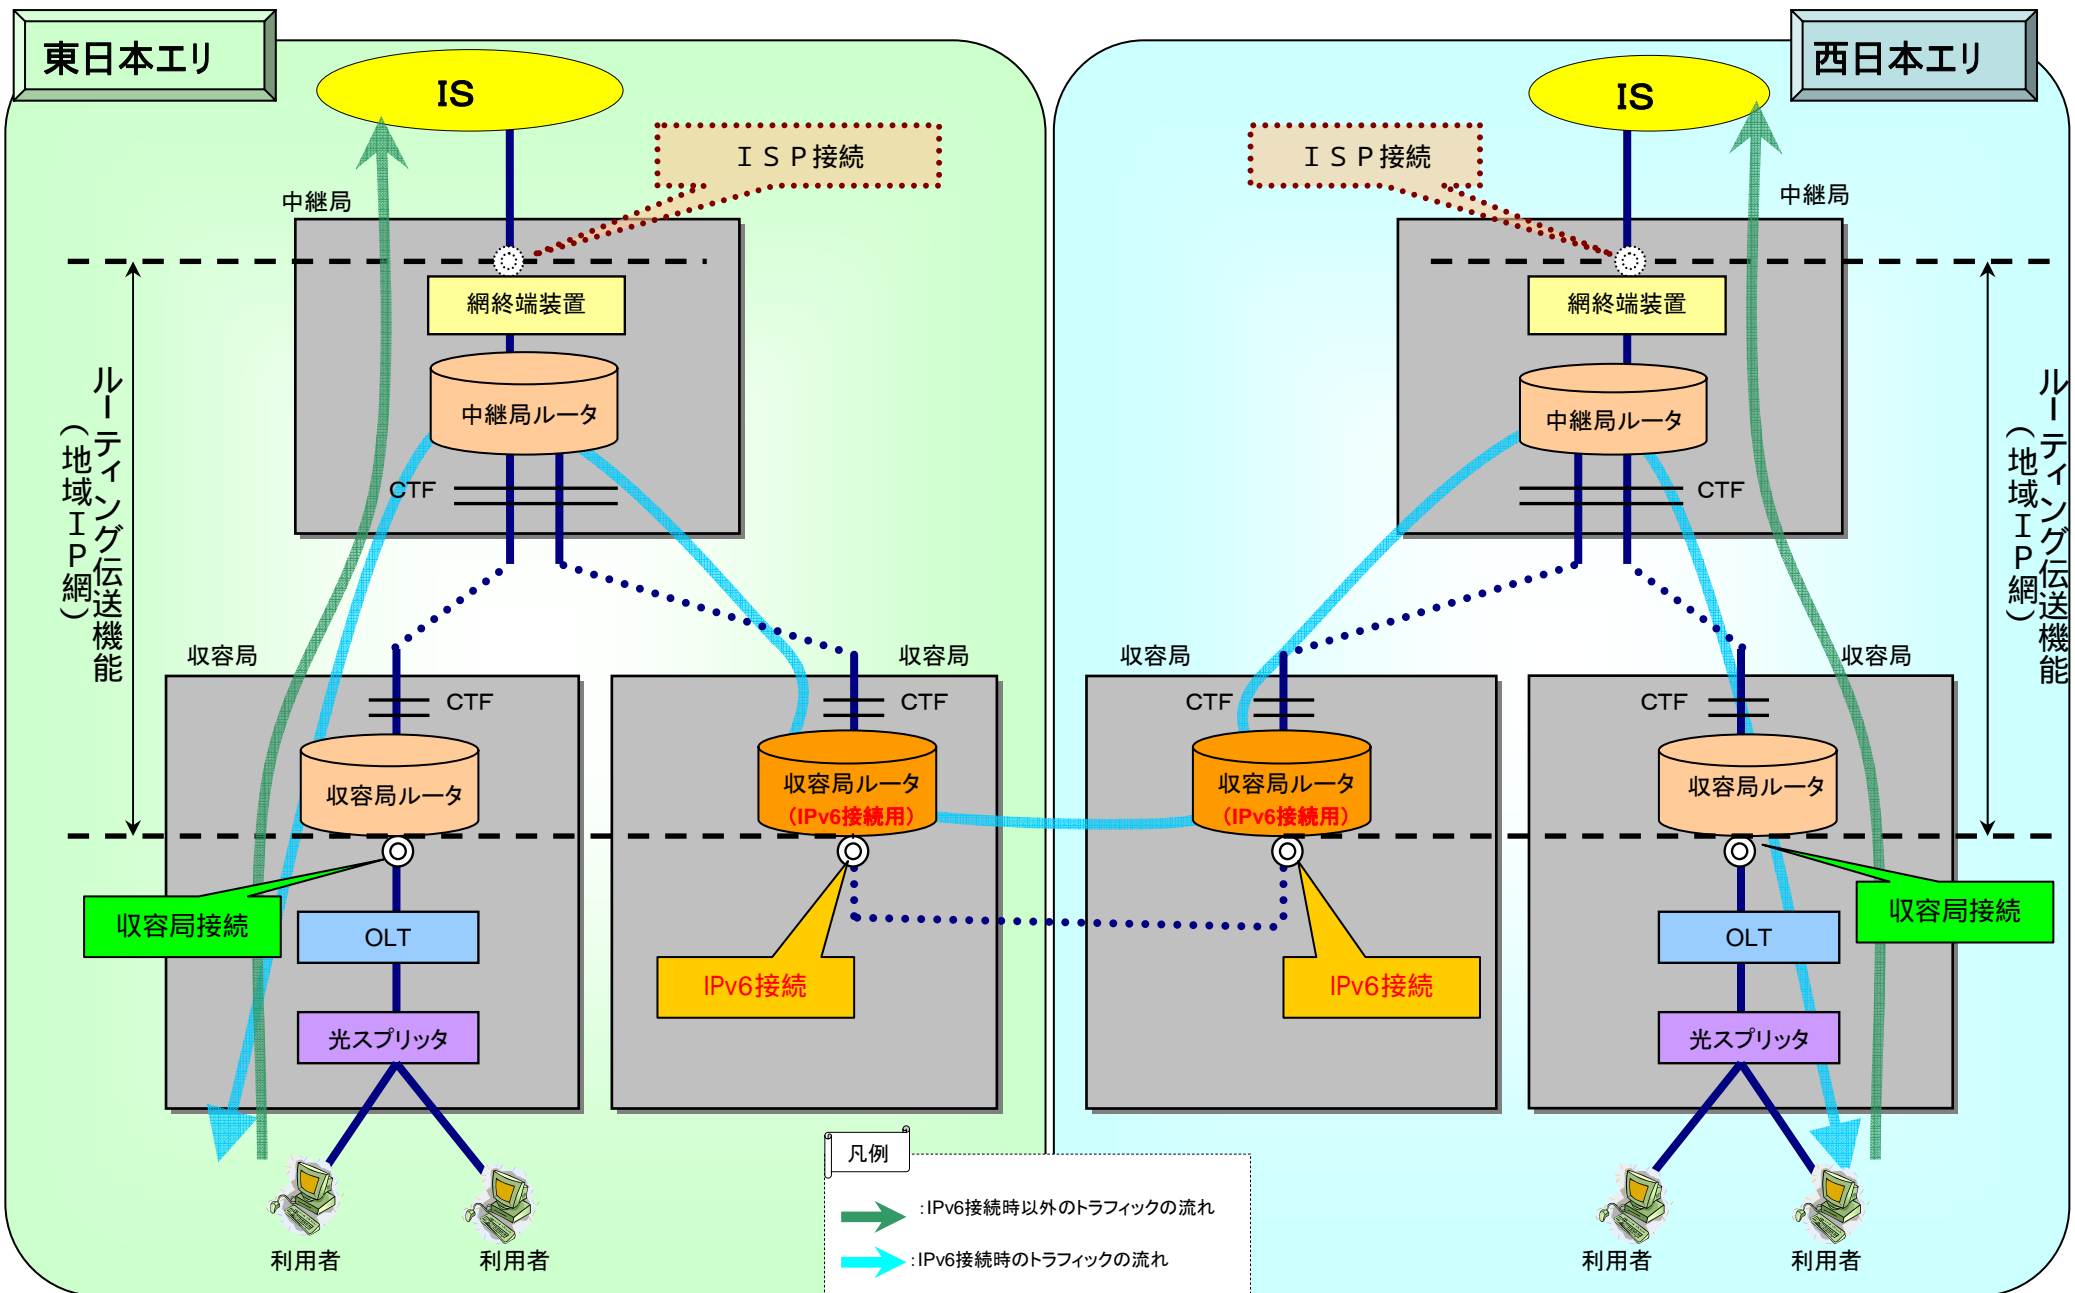 東日本エリ
西日本エリ
IS
IS
ＩＳＰ接続
ＩＳＰ接続
中継局
中継局
網終端装置
網終端装置
中継局ルータ
中継局ルータ
CTF
CTF
ルーティング伝送機能
（地域ＩＰ網）
ルーティング伝送機能
（地域ＩＰ網）
収容局
収容局
収容局
収容局
CTF
CTF
CTF
CTF
収容局ルータ
収容局ルータ
（IPv6接続用）
収容局ルータ
（IPv6接続用）
収容局ルータ
収容局接続
OLT
IPv6接続
IPv6接続
OLT
収容局接続
光スプリッタ
光スプリッタ
利用者
利用者
利用者
利用者
凡例
：IPv6接続時以外のトラフィックの流れ
：IPv6接続時のトラフィックの流れ